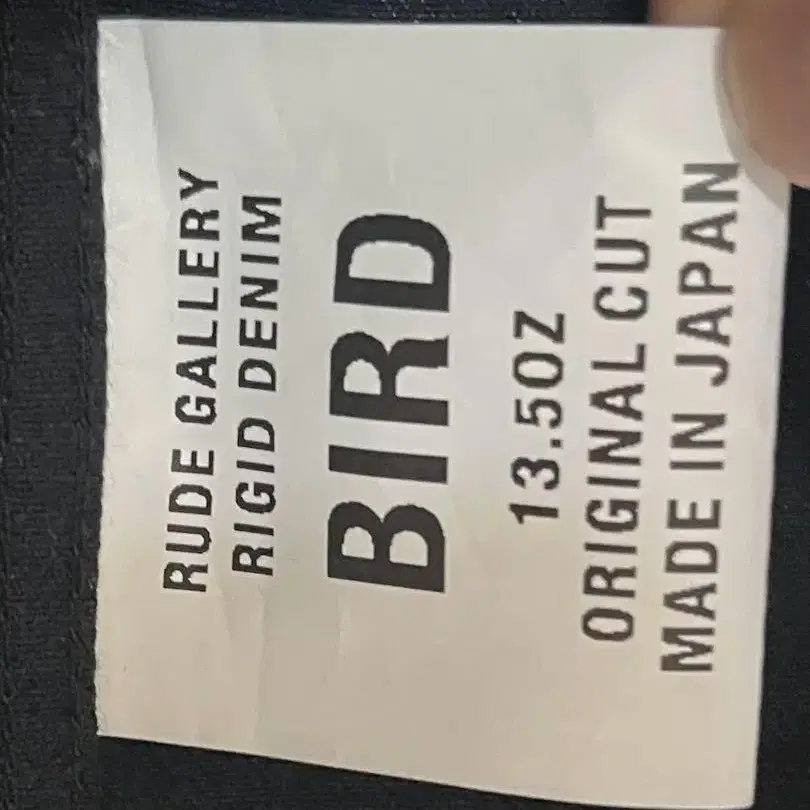 RUDE GALLERY
RIGID DENIM
BIRD
13.5OZ
ORIGINAL CUT
MADE IN JAPAN